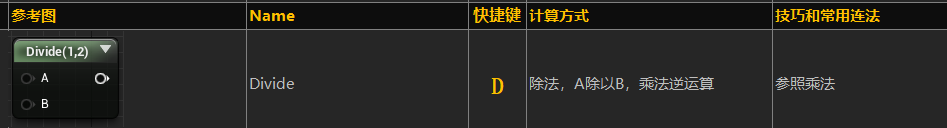 参考图 Name 快捷键 计算方式 技巧和常用连法
Divide(1,2)
A
B
Divide D 除法，A除以B，乘法逆运算 参照乘法